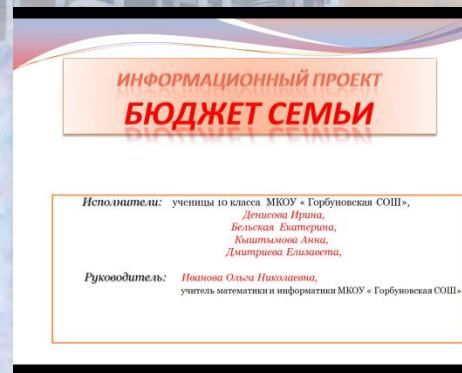 ИНФОРМАЦИОННЫЙ ПРОЕКТ
БЮДЖЕТ СЕМЬИ
Исполнители: ученицы 10 класса МКОУ « Горбуновская СОШ»,
Денисова Ирина,
Бельская Екатерина,
Кыштымова Анна,
Дмитриева Елизавета,
Руководитель: Иванова Ольга Николаевна,
учитель математики и информатики МКОУ « Горбуновская СОШ»